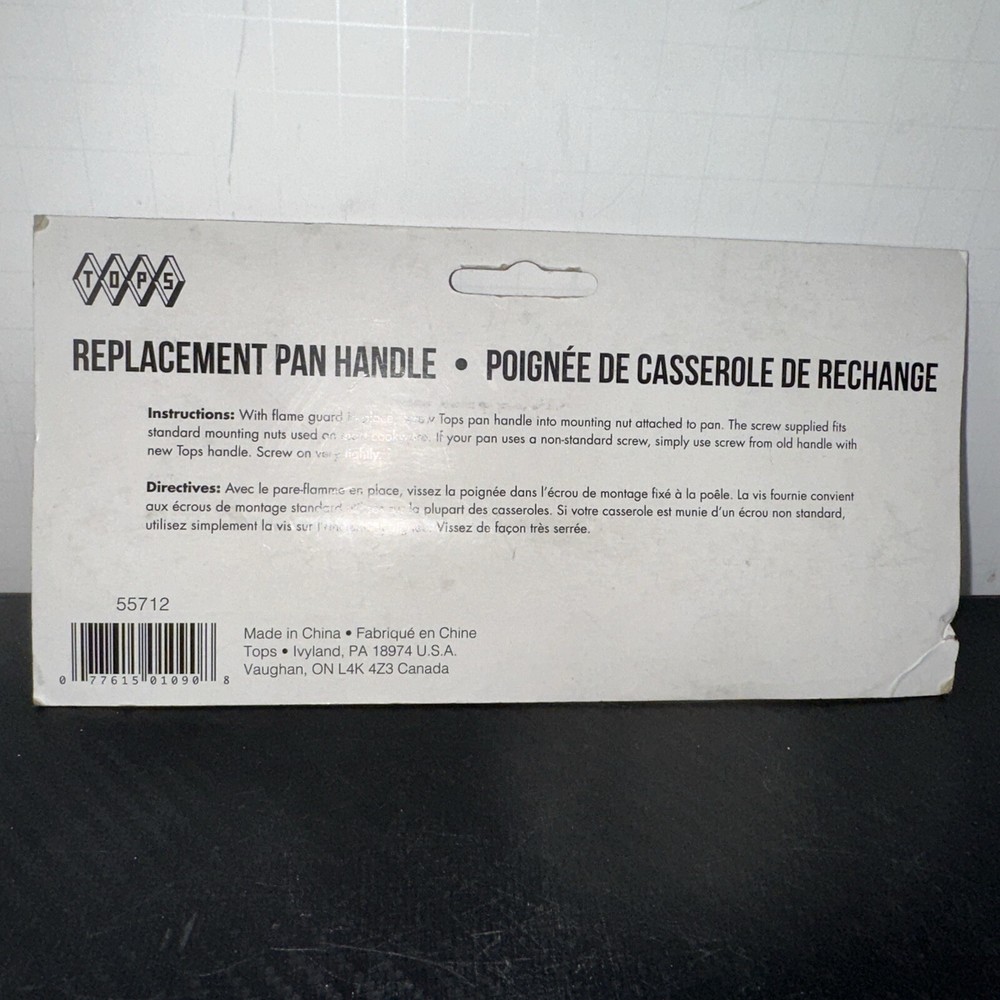 TOPS
REPLACEMENT PAN HANDLE • POIGNÉE DE CASSEROLE DE RECHANGE
Instructions: With flame guard Tops pan handle into mounting nut attached to pan. The screw supplied fits
standard mounting nuts used on If your pan uses a non-standard screw, simply use screw from old handle with
new Tops handle. Screw on very tightly.
Directives: Avec le pare-flamme en place, vissez la poignée dans l'écrou de montage fixé à la poêle. La vis fournie convient
aux écrous de montage standard la plupart des casseroles. Si votre casserole est munie d'un écrou non standard,
utilisez simplement la vis sur Vissez de façon très serrée.
55712
0 77615 01090 8
Made in China • Fabriqué en Chine
Tops • Ivyland, PA 18974 U.S.A.
Vaughan, ON L4K 4Z3 Canada